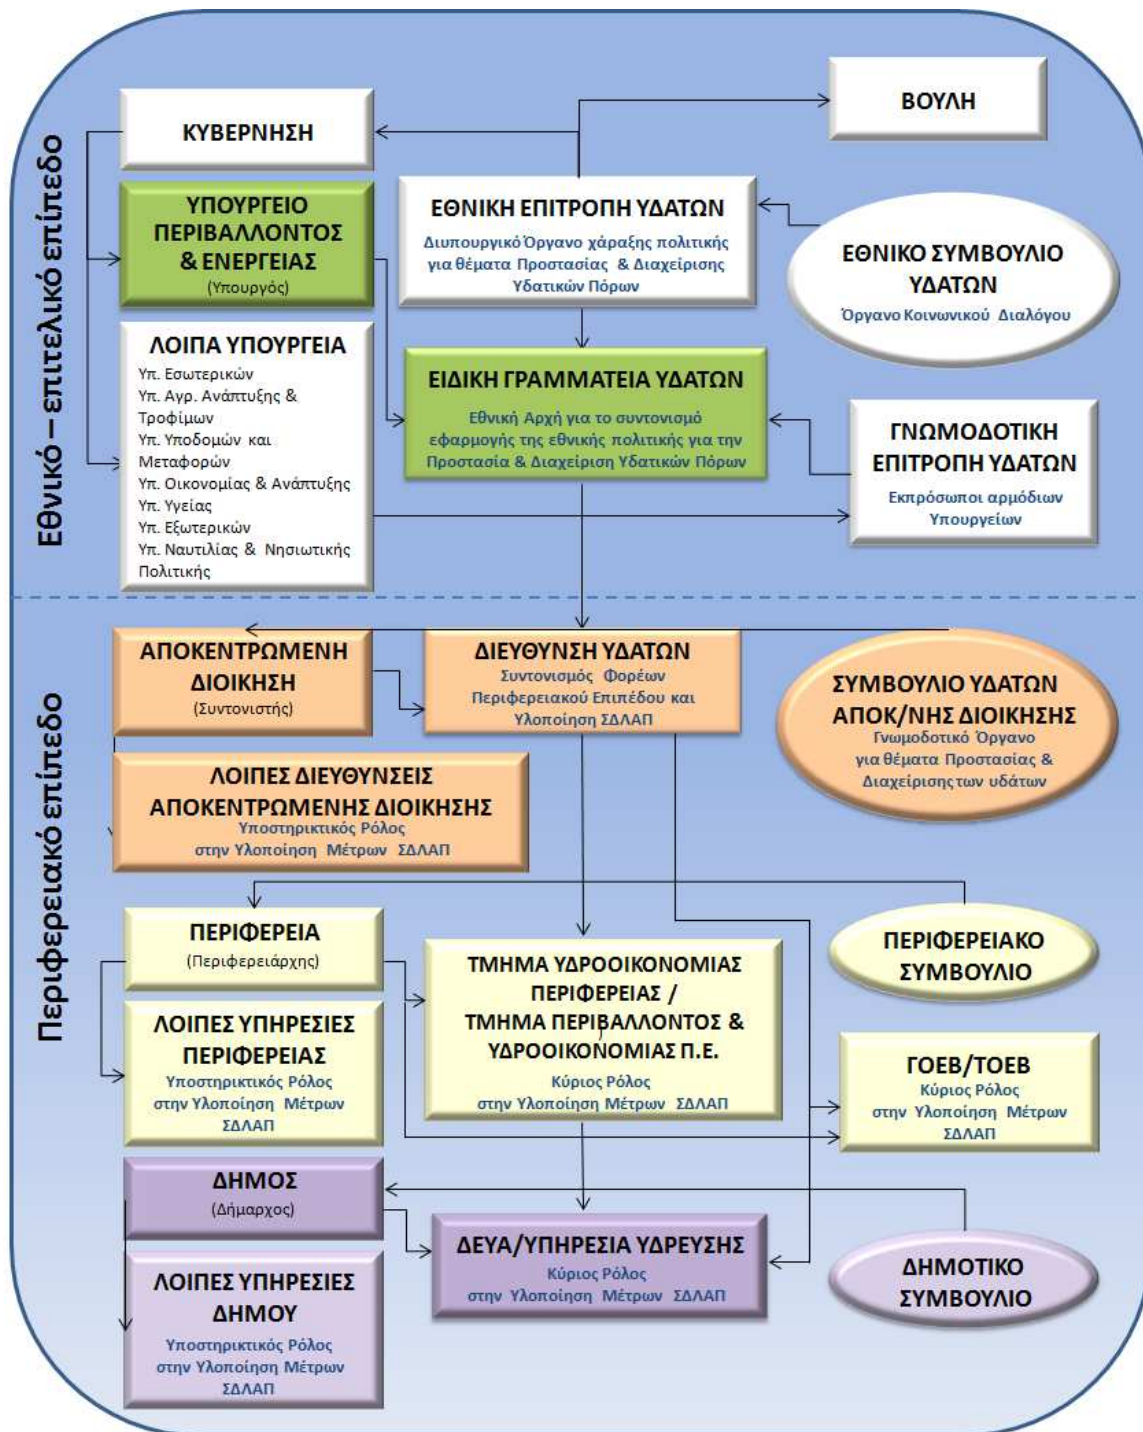 Εθνικό – επιτελικό επίπεδο
ΚΥΒΕΡΝΗΣΗ
ΒΟΥΛΗ
ΥΠΟΥΡΓΕΙΟ
ΠΕΡΙΒΑΛΛΟΝΤΟΣ
& ΕΝΕΡΓΕΙΑΣ
(Υπουργός)
ΕΘΝΙΚΗ ΕΠΙΤΡΟΠΗ ΥΔΑΤΩΝ
Διυπουργικό Όργανο χάραξης πολιτικής
για θέματα Προστασίας & Διαχείρισης
Υδατικών Πόρων
ΕΘΝΙΚΟ ΣΥΜΒΟΥΛΙΟ
ΥΔΑΤΩΝ
Όργανο Κοινωνικού Διαλόγου
ΛΟΙΠΑ ΥΠΟΥΡΓΕΙΑ
Υπ. Εσωτερικών
Υπ. Αγρ. Ανάπτυξης &
Τροφίμων
Υπ. Υποδομών και
Μεταφορών
Υπ. Οικονομίας & Ανάπτυξης
Υπ. Υγείας
Υπ. Εξωτερικών
Υπ. Ναυτιλίας & Νησιωτικής
Πολιτικής
ΕΙΔΙΚΗ ΓΡΑΜΜΑΤΕΙΑ ΥΔΑΤΩΝ
Εθνική Αρχή για το συντονισμό
εφαρμογής της εθνικής πολιτικής για την
Προστασία & Διαχείριση Υδατικών Πόρων
ΓΝΩΜΟΔΟΤΙΚΗ
ΕΠΙΤΡΟΠΗ ΥΔΑΤΩΝ
Εκπρόσωποι αρμόδιων
Υπουργείων
Περιφερειακό επίπεδο
ΑΠΟΚΕΝΤΡΩΜΕΝΗ
ΔΙΟΙΚΗΣΗ
(Συντονιστής)
ΔΙΕΥΘΥΝΣΗ ΥΔΑΤΩΝ
Συντονισμός Φορέων
Περιφερειακού Επιπέδου και
Υλοποίηση ΣΔΛΑΠ
ΣΥΜΒΟΥΛΙΟ ΥΔΑΤΩΝ
ΑΠΟΚ/ΝΗΣ ΔΙΟΙΚΗΣΗΣ
Γνωμοδοτικό Όργανο
για θέματα Προστασίας &
Διαχείρισης των υδάτων
ΛΟΙΠΕΣ ΔΙΕΥΘΥΝΣΕΙΣ
ΑΠΟΚΕΝΤΡΩΜΕΝΗΣ ΔΙΟΙΚΗΣΗΣ
Υποστηρικτικός Ρόλος
στην Υλοποίηση Μέτρων ΣΔΛΑΠ
ΠΕΡΙΦΕΡΕΙΑ
(Περιφερειάρχης)
ΤΜΗΜΑ ΥΔΡΟΟΙΚΟΝΟΜΙΑΣ
ΠΕΡΙΦΕΡΕΙΑΣ /
ΤΜΗΜΑ ΠΕΡΙΒΑΛΛΟΝΤΟΣ &
ΥΔΡΟΟΙΚΟΝΟΜΙΑΣ Π.Ε.
Κύριος Ρόλος
στην Υλοποίηση Μέτρων ΣΔΛΑΠ
ΠΕΡΙΦΕΡΕΙΑΚΟ
ΣΥΜΒΟΥΛΙΟ
ΛΟΙΠΕΣ ΥΠΗΡΕΣΙΕΣ
ΠΕΡΙΦΕΡΕΙΑΣ
Υποστηρικτικός Ρόλος
στην Υλοποίηση Μέτρων
ΣΔΛΑΠ
ΓΟΕΒ/ΤΟΕΒ
Κύριος Ρόλος
στην Υλοποίηση Μέτρων
ΣΔΛΑΠ
ΔΗΜΟΣ
(Δήμαρχος)
ΔΕΥΑ/ΥΠΗΡΕΣΙΑ ΥΔΡΕΥΣΗΣ
Κύριος Ρόλος
στην Υλοποίηση Μέτρων ΣΔΛΑΠ
ΔΗΜΟΤΙΚΟ
ΣΥΜΒΟΥΛΙΟ
ΛΟΙΠΕΣ ΥΠΗΡΕΣΙΕΣ
ΔΗΜΟΥ
Υποστηρικτικός Ρόλος
στην Υλοποίηση Μέτρων
ΣΔΛΑΠ